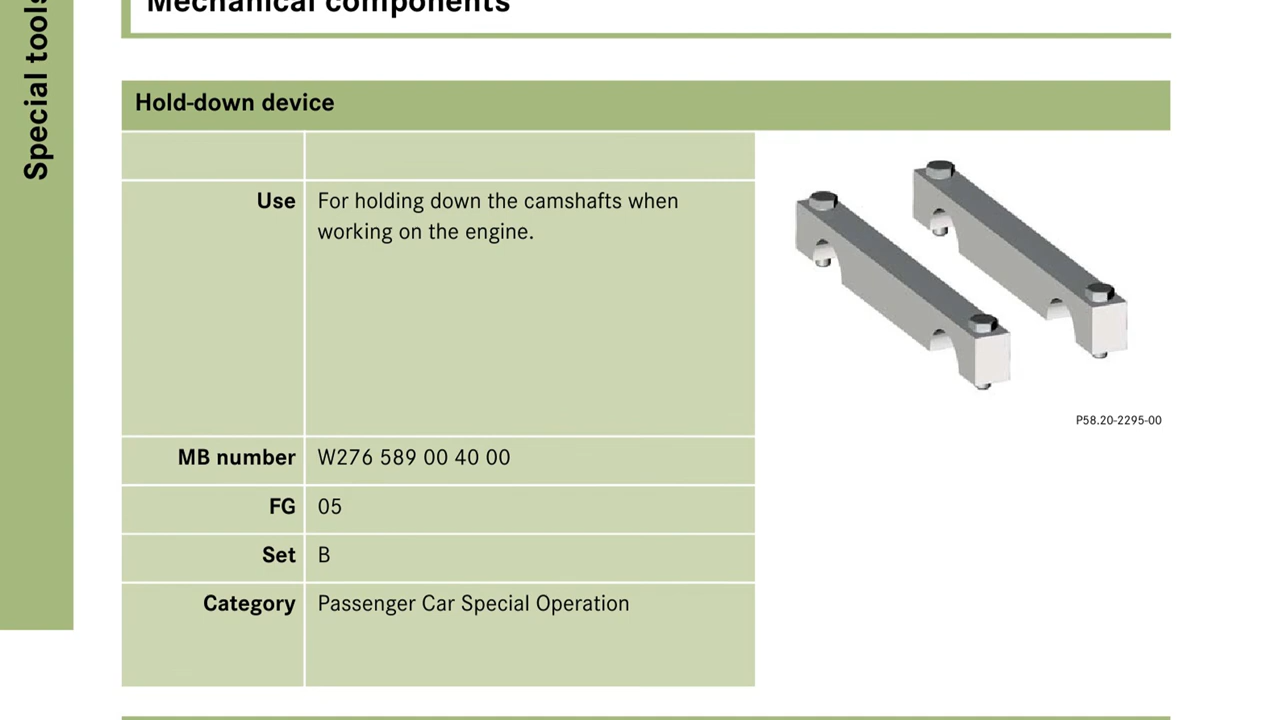 Mechanical components
Special tools
Hold-down device
Use
For holding down the camshafts when
working on the engine.
P58.20-2295-00
MB number
W276 589 00 40 00
FG
05
Set
B
Category
Passenger Car Special Operation